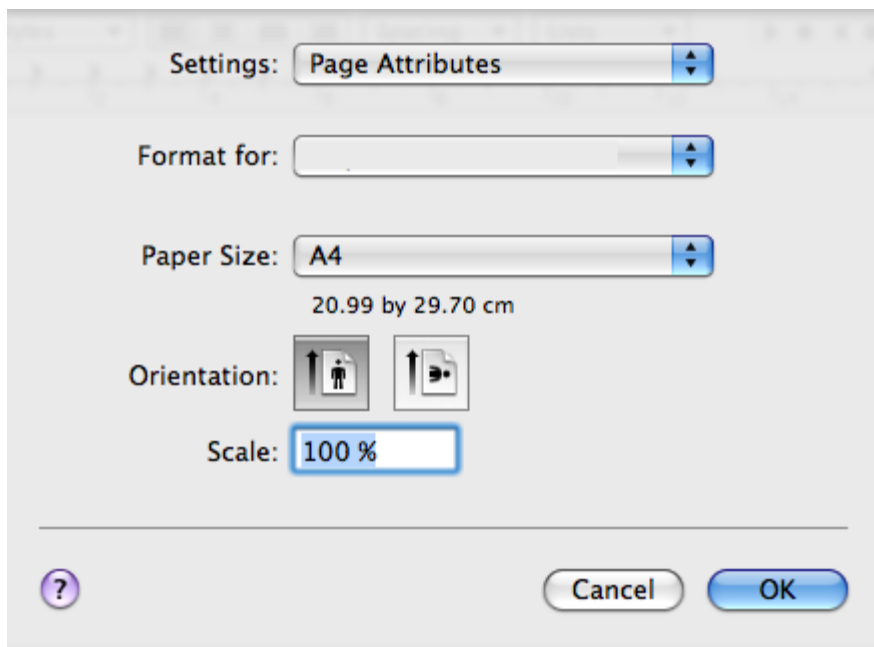 Settings: Page Attributes
Format for:
Paper Size: A4
20.99 by 29.70 cm
Orientation:
Scale: 100 %
? Cancel OK